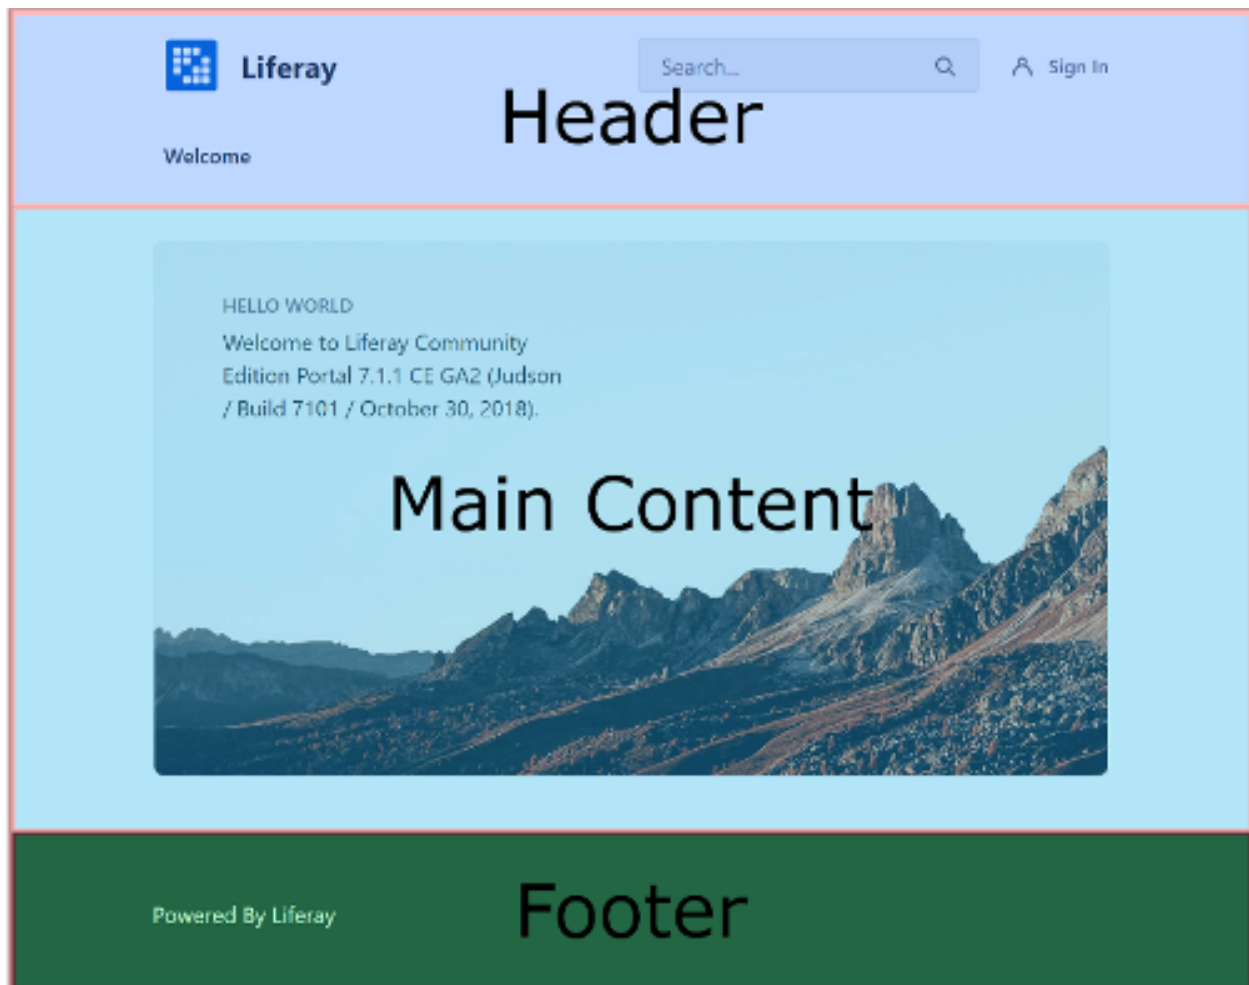 Liferay
Search...
Sign In
Header
Welcome
HELLO WORLD
Welcome to Liferay Community
Edition Portal 7.1.1 CE GA2 (Judson
/ Build 7101 / October 30, 2018).
Main Content
Powered By Liferay
Footer